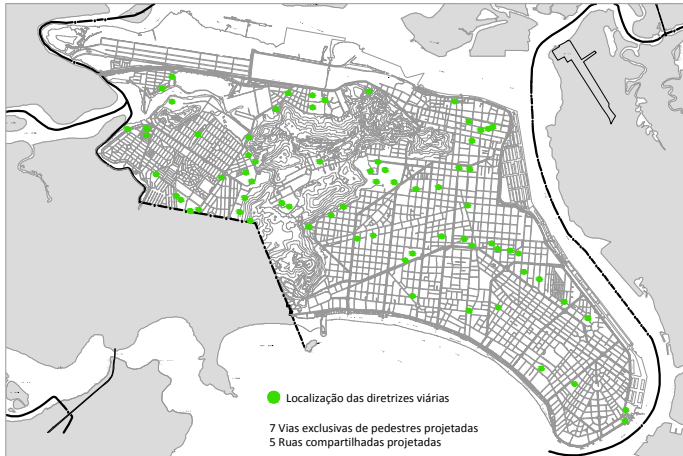 Localização das diretrizes viárias
7 Vias exclusivas de pedestres projetadas
5 Ruas compartilhadas projetadas